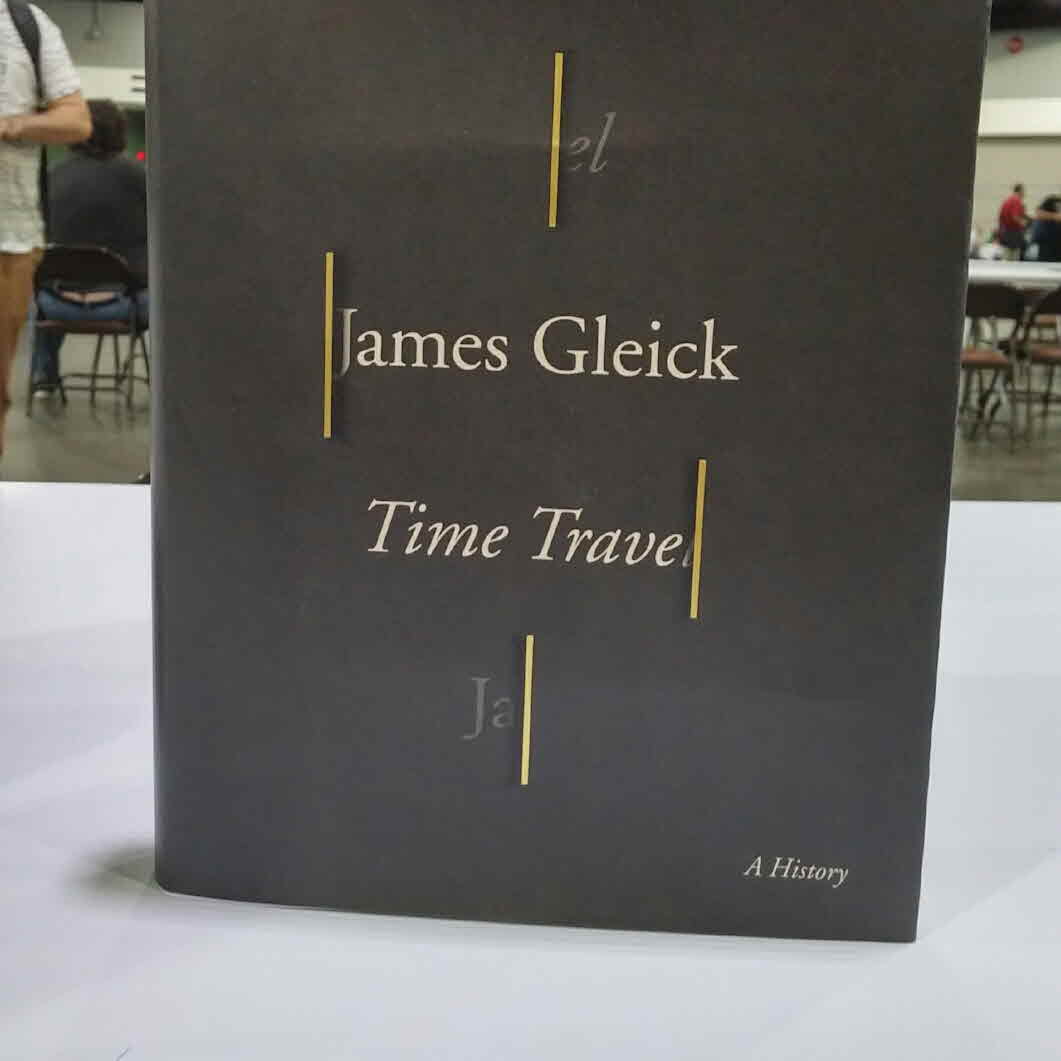 el
James Gleick
Time Travel
Ja
A History